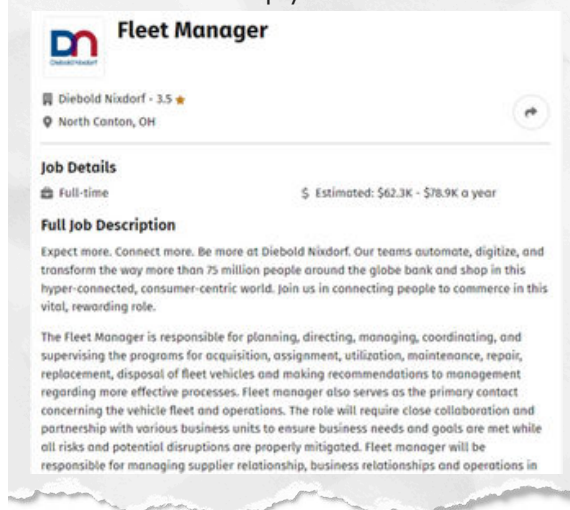 Fleet Manager
DN
Diebold Nixdorf
Diebold Nixdorf - 3.5 ★
North Canton, OH
Job Details
Full-time
$ Estimated: $62.3K - $78.9K a year
Full Job Description
Expect more. Connect more. Be more at Diebold Nixdorf. Our teams automate, digitize, and
transform the way more than 75 million people around the globe bank and shop in this
hyper-connected, consumer-centric world. Join us in connecting people to commerce in this
vital, rewarding role.
The Fleet Manager is responsible for planning, directing, managing, coordinating, and
supervising the programs for acquisition, assignment, utilization, maintenance, repair,
replacement, disposal of fleet vehicles and making recommendations to management
regarding more effective processes. Fleet manager also serves as the primary contact
concerning the vehicle fleet and operations. The role will require close collaboration and
partnership with various business units to ensure business needs and goals are met while
all risks and potential disruptions are properly mitigated. Fleet manager will be
responsible for managing supplier relationship, business relationships and operations in